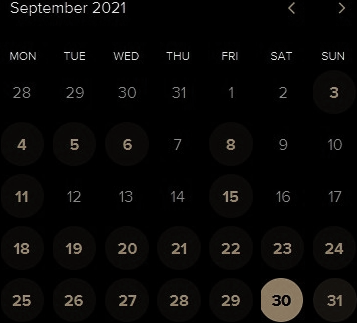 September 2021
MON TUE WED THU FRI SAT SUN
28 29 30 31 1 2 3
4 5 6 7 8 9 10
11 12 13 14 15 16 17
18 19 20 21 22 23 24
25 26 27 28 29 30 31